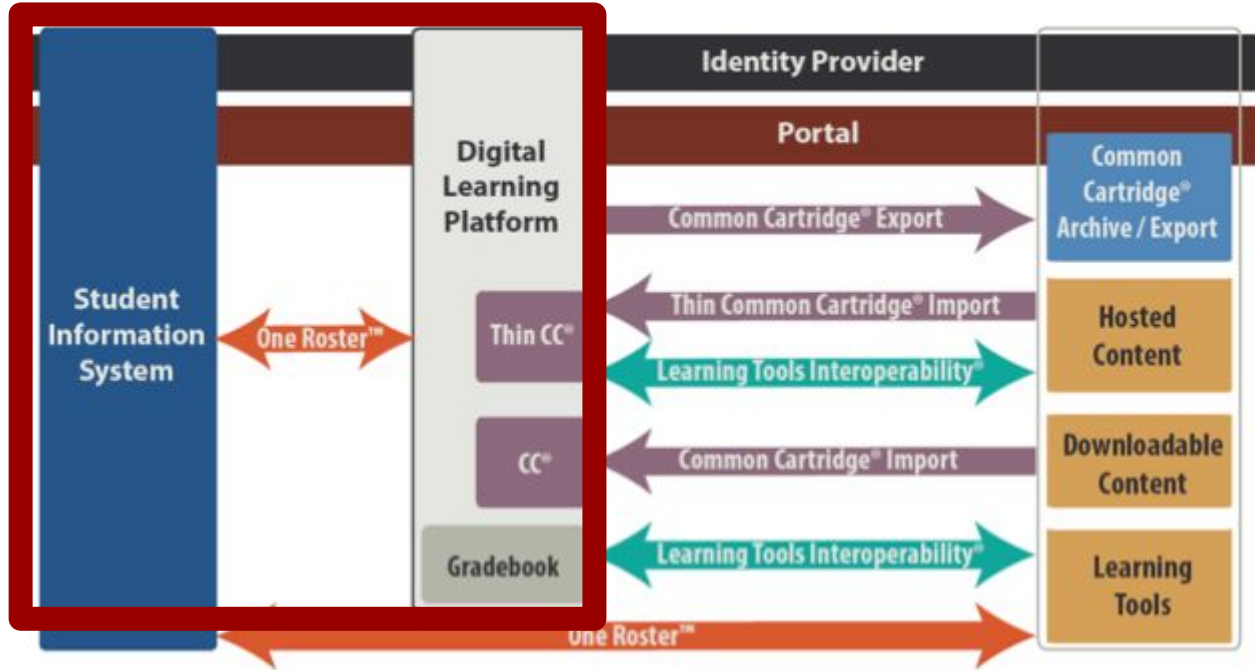 Identity Provider
Portal
Student
Information
System
One Roster™
Digital
Learning
Platform
Thin CC®
CC®
Gradebook
Common Cartridge® Export
Thin Common Cartridge® Import
Learning Tools Interoperability®
Common Cartridge® Import
Learning Tools Interoperability®
One Roster™
Common
Cartridge®
Archive / Export
Hosted
Content
Downloadable
Content
Learning
Tools